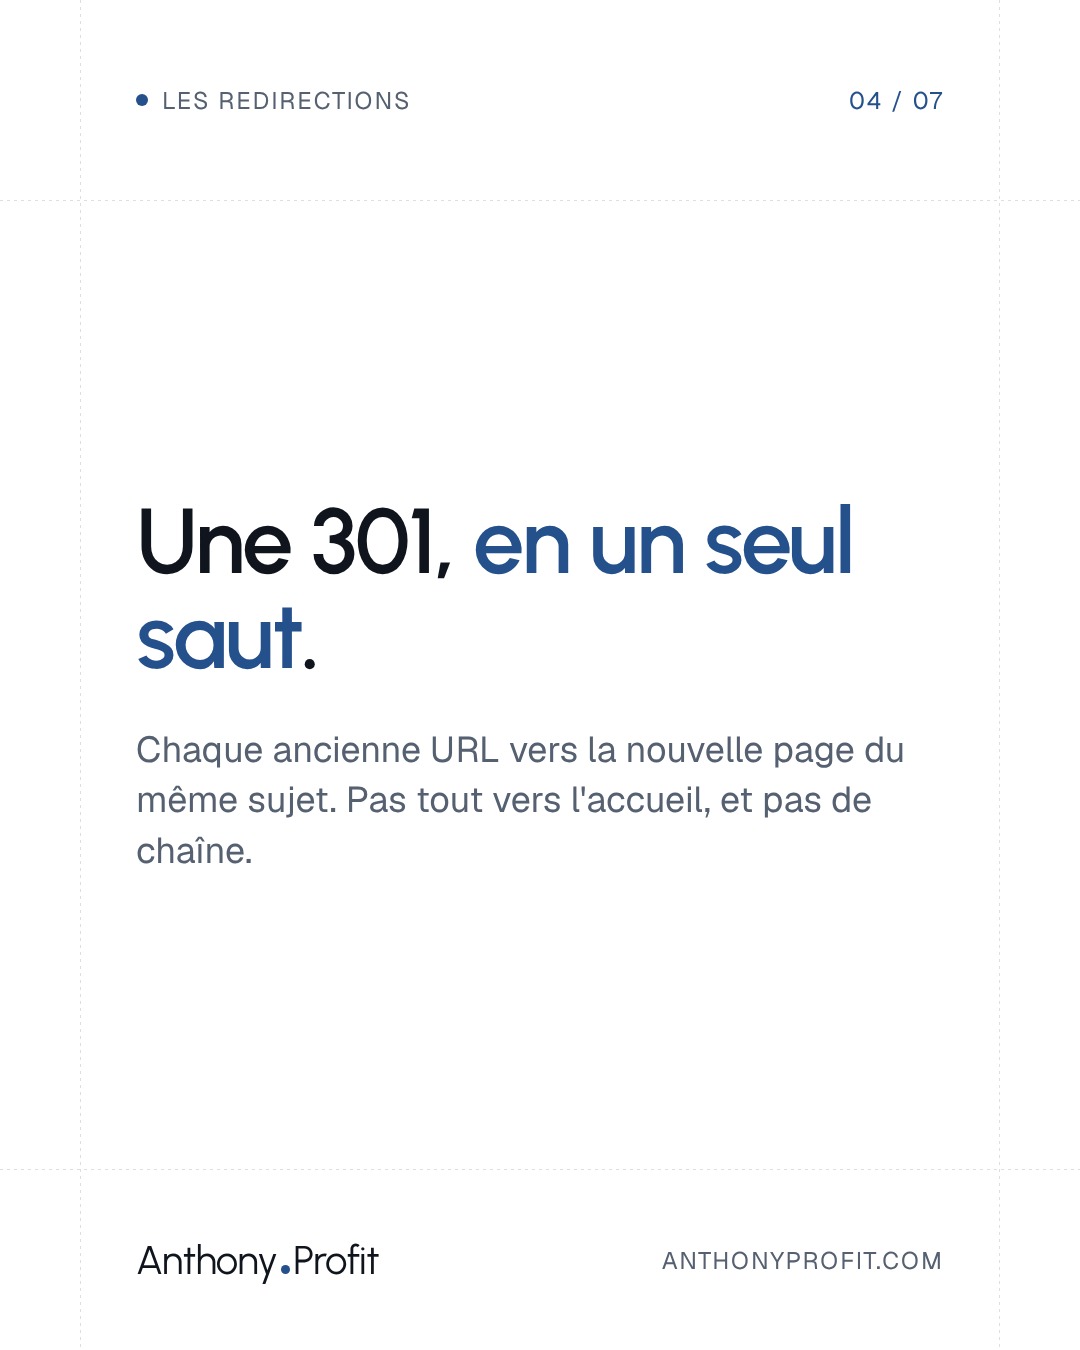 LES REDIRECTIONS
04 / 07
Une 301, en un seul
saut.
Chaque ancienne URL vers la nouvelle page du
même sujet. Pas tout vers l'accueil, et pas de
chaîne.
Anthony.Profit
ANTHONYPROFIT.COM